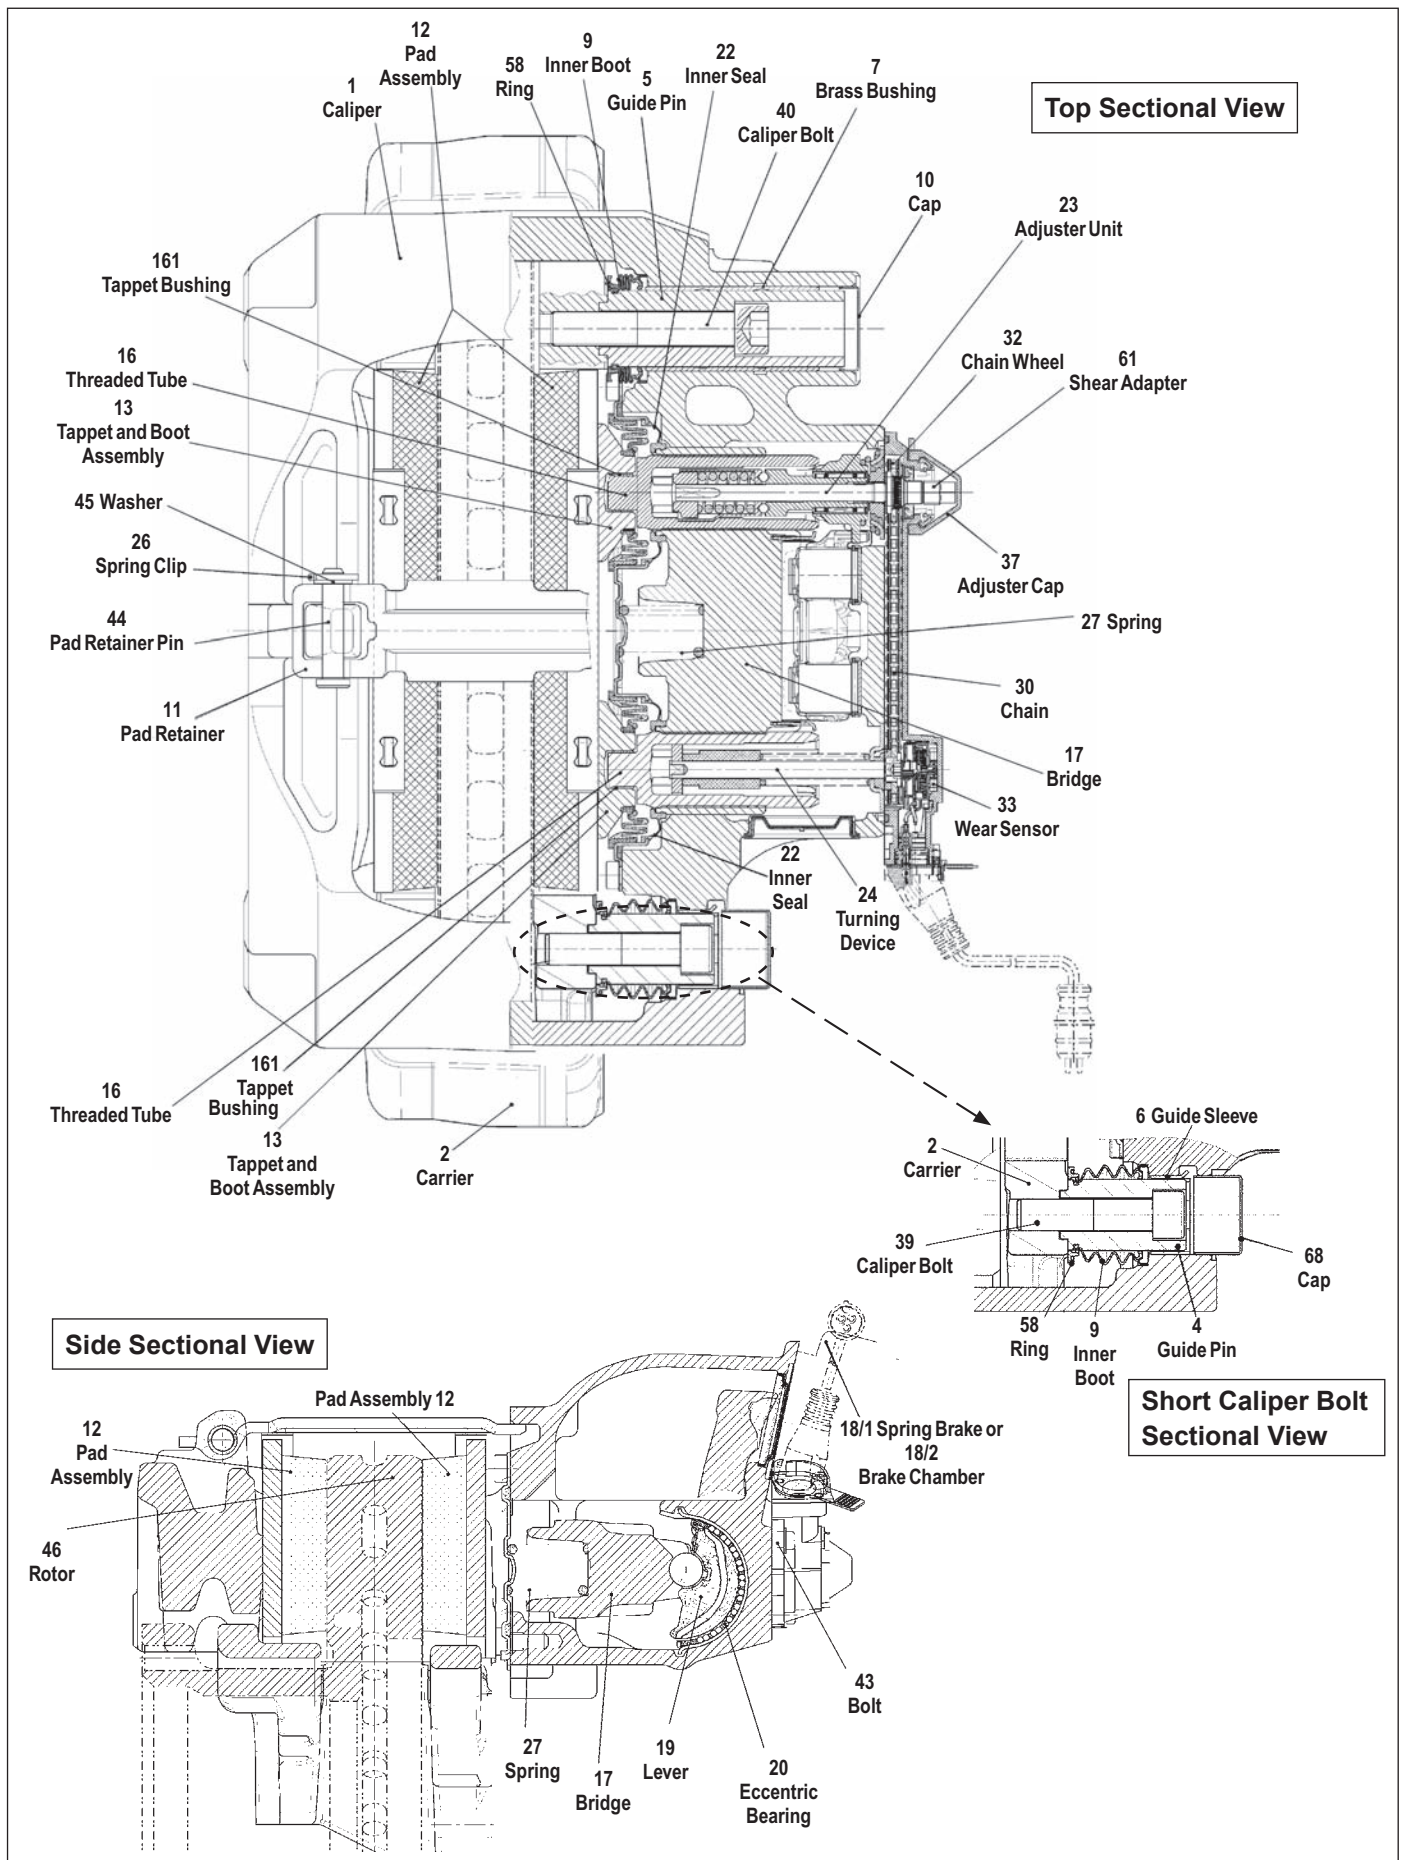 12
Pad
Assembly
9
Inner Boot
22
Inner Seal
7
Brass Bushing
58
Ring
5
Guide Pin
1
Caliper
40
Caliper Bolt
Top Sectional View
10
Cap
23
Adjuster Unit
161
Tappet Bushing
16
Threaded Tube
13
Tappet and Boot
Assembly
32
Chain Wheel
61
Shear Adapter
45 Washer
26
Spring Clip
37
Adjuster Cap
44
Pad Retainer Pin
27 Spring
30
Chain
11
Pad Retainer
17
Bridge
33
Wear Sensor
22
Inner
Seal
24
Turning
Device
16
Threaded Tube
161
Tappet
Bushing
13
Tappet and
Boot Assembly
2
Carrier
6 Guide Sleeve
2
Carrier
39
Caliper Bolt
68
Cap
58
Ring
9
Inner
Boot
4
Guide Pin
Short Caliper Bolt
Sectional View
Side Sectional View
Pad Assembly 12
12
Pad
Assembly
18/1 Spring Brake or
18/2
Brake Chamber
46
Rotor
43
Bolt
27
Spring
17
Bridge
19
Lever
20
Eccentric
Bearing